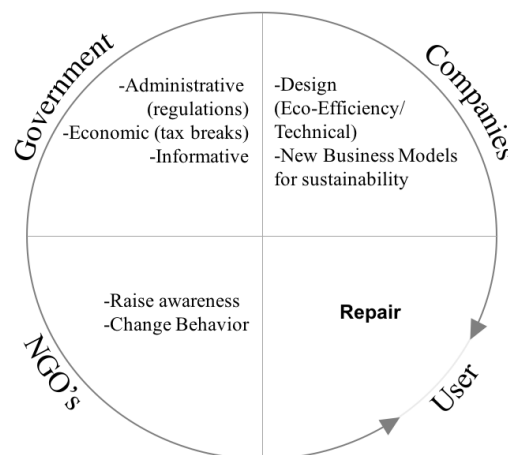 Government
Companies
-Administrative
(regulations)
-Economic (tax breaks)
-Informative
-Design
(Eco-Efficiency/
Technical)
-New Business Models
for sustainability
-Raise awareness
-Change Behavior
Repair
NGO's
User